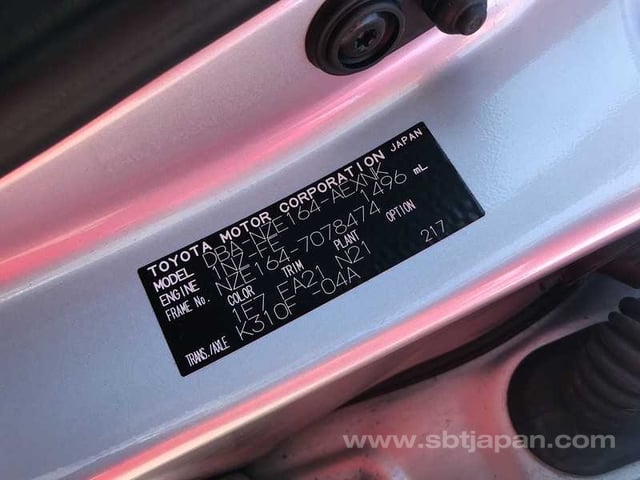 TOYOTA MOTOR CORPORATION JAPAN
MODEL DBA-NZE164-AEXNK
ENGINE 1NZ-FE 1496 mL
FRAME No. NZE164-7078474
COLOR TRIM PLANT OPTION
1E7 FA21 N21 217
TRANS./AXLE K310F -04A
www.sbtjapan.com